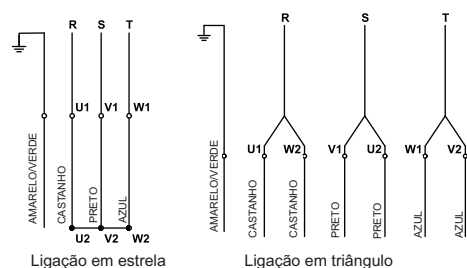 R S T
U1 V1 W1
AMARELO/VERDE
CASTANHO
PRETO
AZUL
U2 V2 W2
Ligação em estrela
R S T
U1 W2 V1 U2 W1 V2
AMARELO/VERDE
CASTANHO
CASTANHO
PRETO
PRETO
AZUL
AZUL
Ligação em triângulo